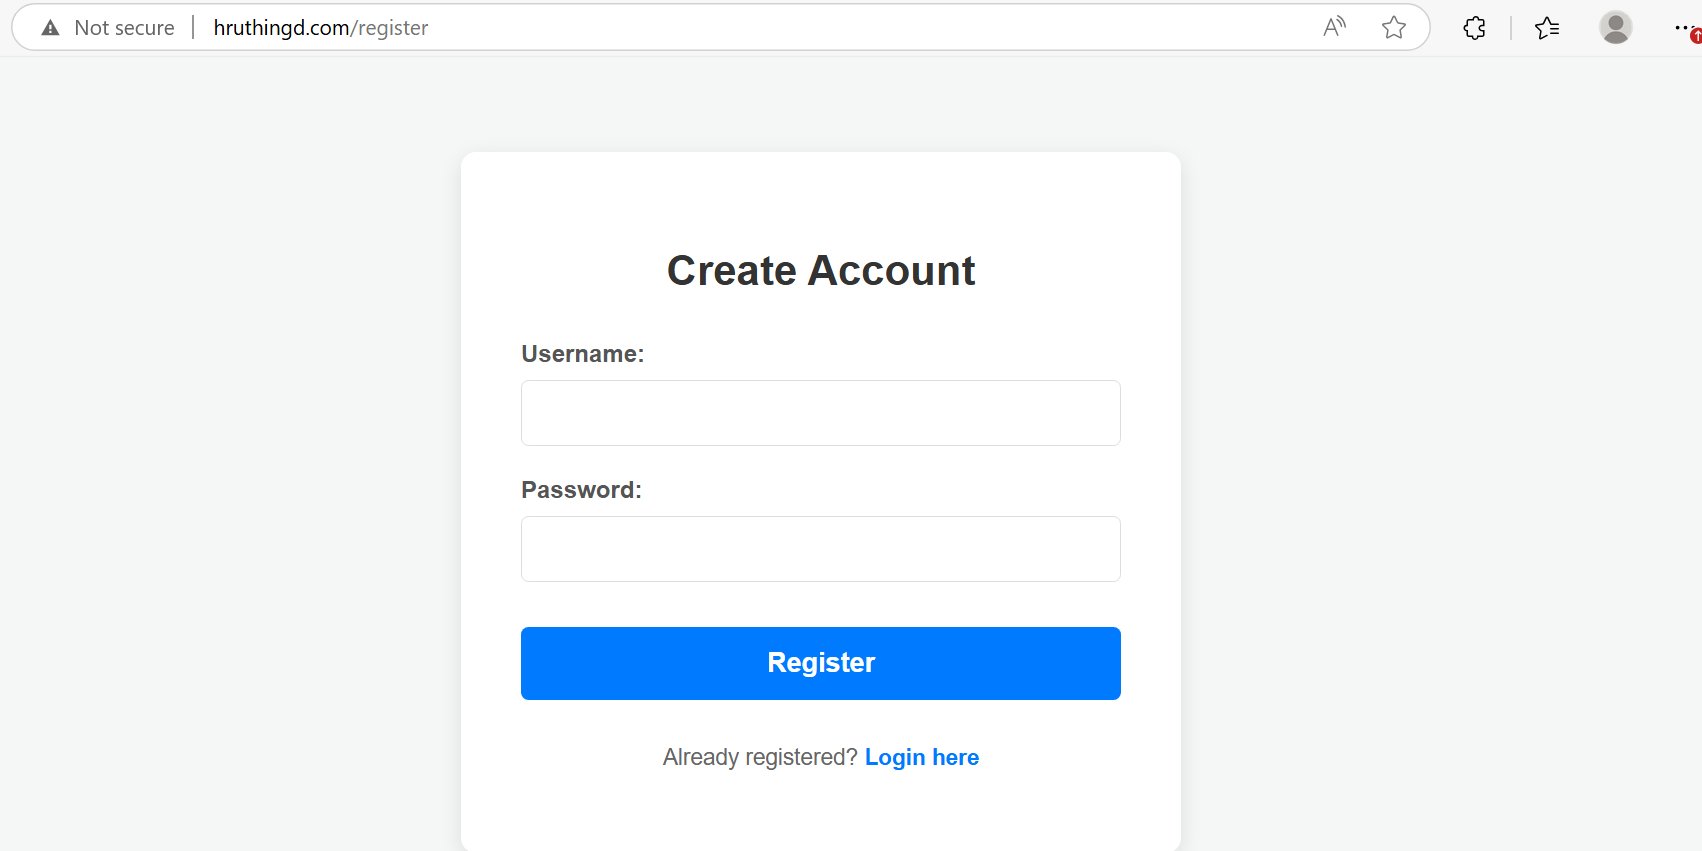 Not secure | hruthingd.com/register
Create Account
Username:
Password:
Register
Already registered? Login here